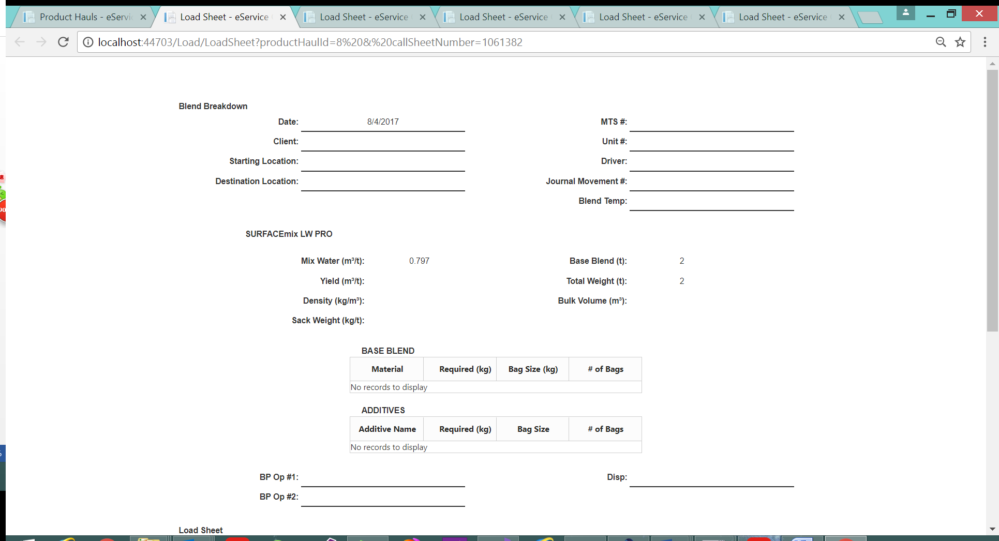 Product Hauls - eServi
Load Sheet - eService
Load Sheet - eService
Load Sheet - eService
Load Sheet - eService
Load Sheet - eService
localhost:44703/Load/LoadSheet?productHaulId=8%20&%20callSheetNumber=1061382
Blend Breakdown
Date: 8/4/2017 MTS #:
Client: Unit #:
Starting Location: Driver:
Destination Location: Journal Movement #:
Blend Temp:
SURFACEmix LW PRO
Mix Water (m³/t): 0.797 Base Blend (t): 2
Yield (m³/t): Total Weight (t): 2
Density (kg/m³): Bulk Volume (m³):
Sack Weight (kg/t):
BASE BLEND
Material Required (kg) Bag Size (kg) # of Bags
No records to display
ADDITIVES
Additive Name Required (kg) Bag Size # of Bags
No records to display
BP Op #1: Disp:
BP Op #2:
Load Sheet